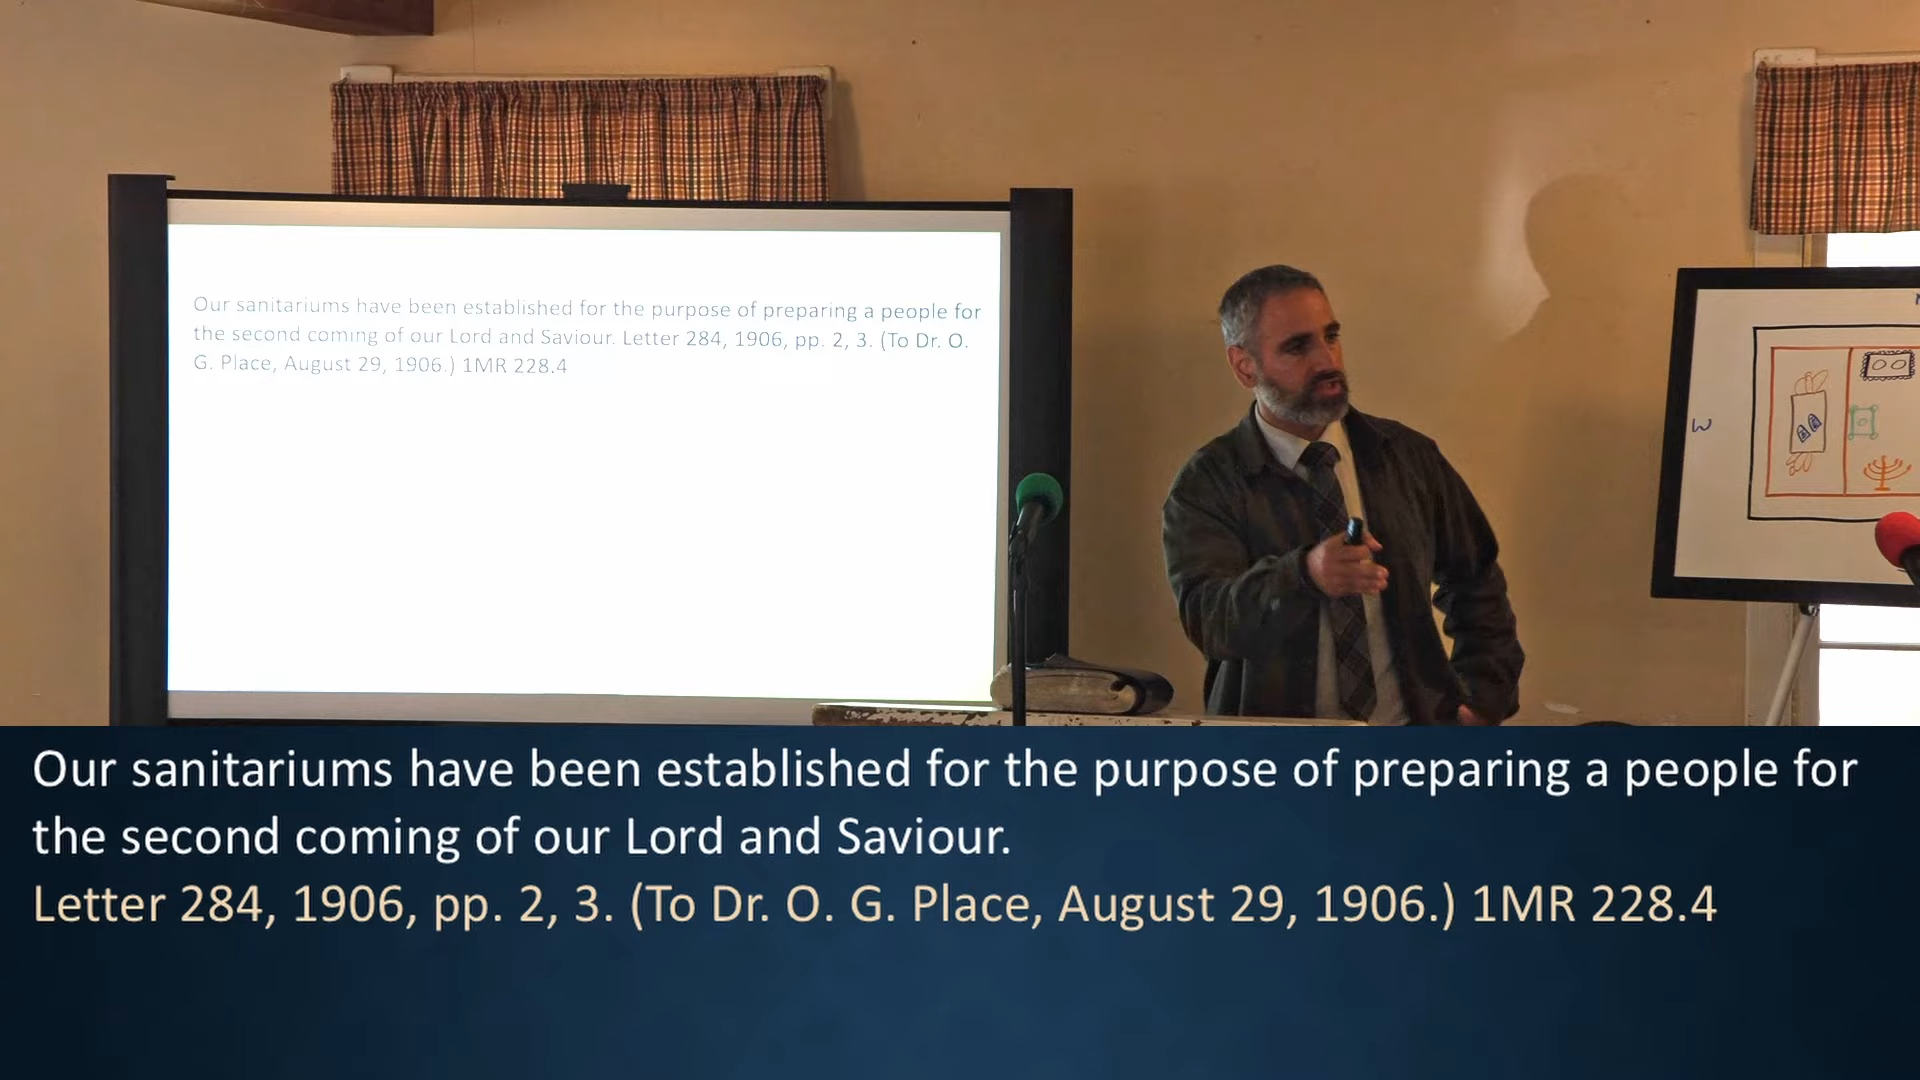 Our sanitariums have been established for the purpose of preparing a people for
the second coming of our Lord and Saviour. Letter 284, 1906, pp. 2, 3. (To Dr. O.
G. Place, August 29, 1906.) 1MR 228.4
W
Our sanitariums have been established for the purpose of preparing a people for
the second coming of our Lord and Saviour.
Letter 284, 1906, pp. 2, 3. (To Dr. O. G. Place, August 29, 1906.) 1MR 228.4